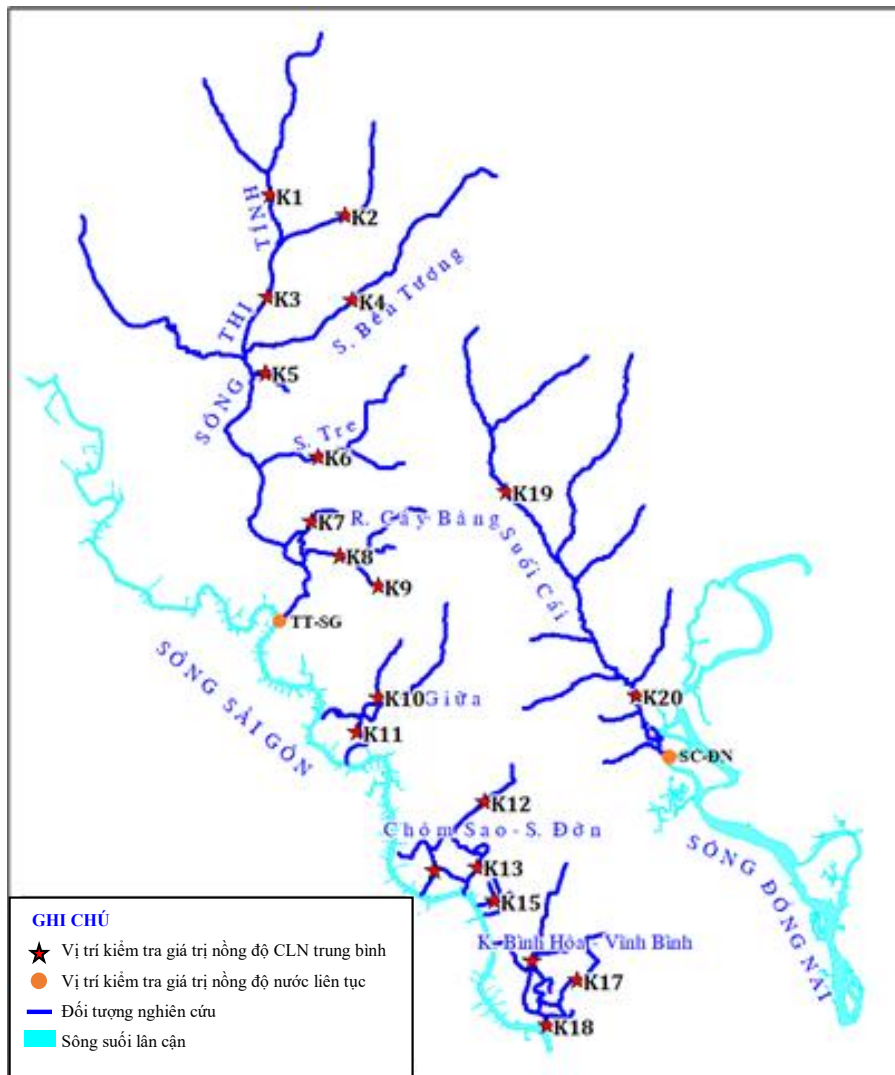 K1
TỊNH
K2
K3
K4
S. Bến Tượng
THỊ
K5
SÔNG
S. Tre
K6
K19
K7
R. Cây Bàng
K8
Suối Cái
K9
TT-SG
SÔNG SÀI GÒN
K10
Giữa
K20
K11
SC-ĐN
K12
Chòm Sao-S. Đờn
SÔNG ĐỒNG NAI
K13
K15
K. Bình Hòa - Vĩnh Bình
K17
K18
GHI CHÚ
Vị trí kiểm tra giá trị nồng độ CLN trung bình
Vị trí kiểm tra giá trị nồng độ nước liên tục
Đối tượng nghiên cứu
Sông suối lân cận